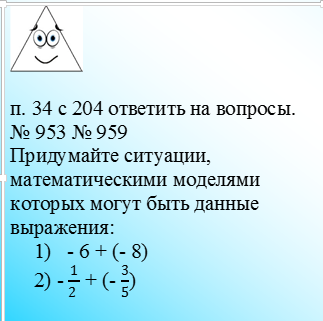 п. 34 с 204 ответить на вопросы.
№ 953 № 959
Придумайте ситуации,
математическими моделями
которых могут быть данные
выражения:
1) - 6 + (- 8)
2) - 1/2 + (- 3/5)